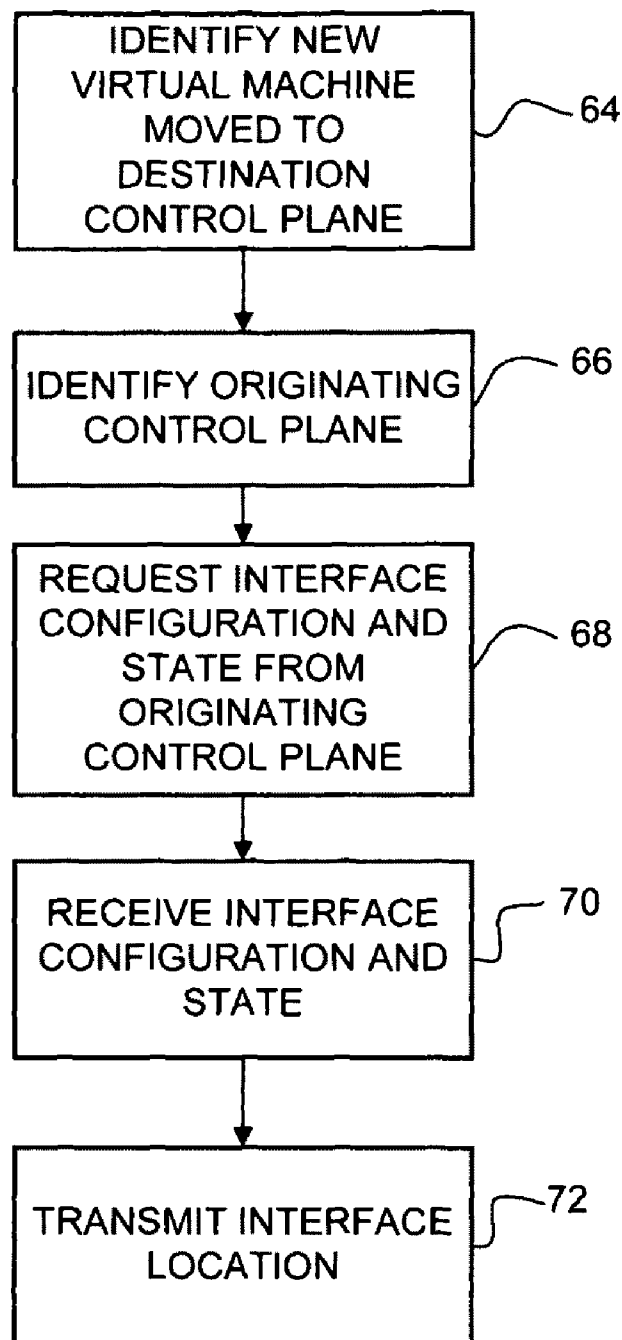 IDENTIFY NEW
VIRTUAL MACHINE
MOVED TO
DESTINATION
CONTROL PLANE
64
IDENTIFY ORIGINATING
CONTROL PLANE
66
REQUEST INTERFACE
CONFIGURATION AND
STATE FROM
ORIGINATING
CONTROL PLANE
68
RECEIVE INTERFACE
CONFIGURATION AND
STATE
70
TRANSMIT INTERFACE
LOCATION
72